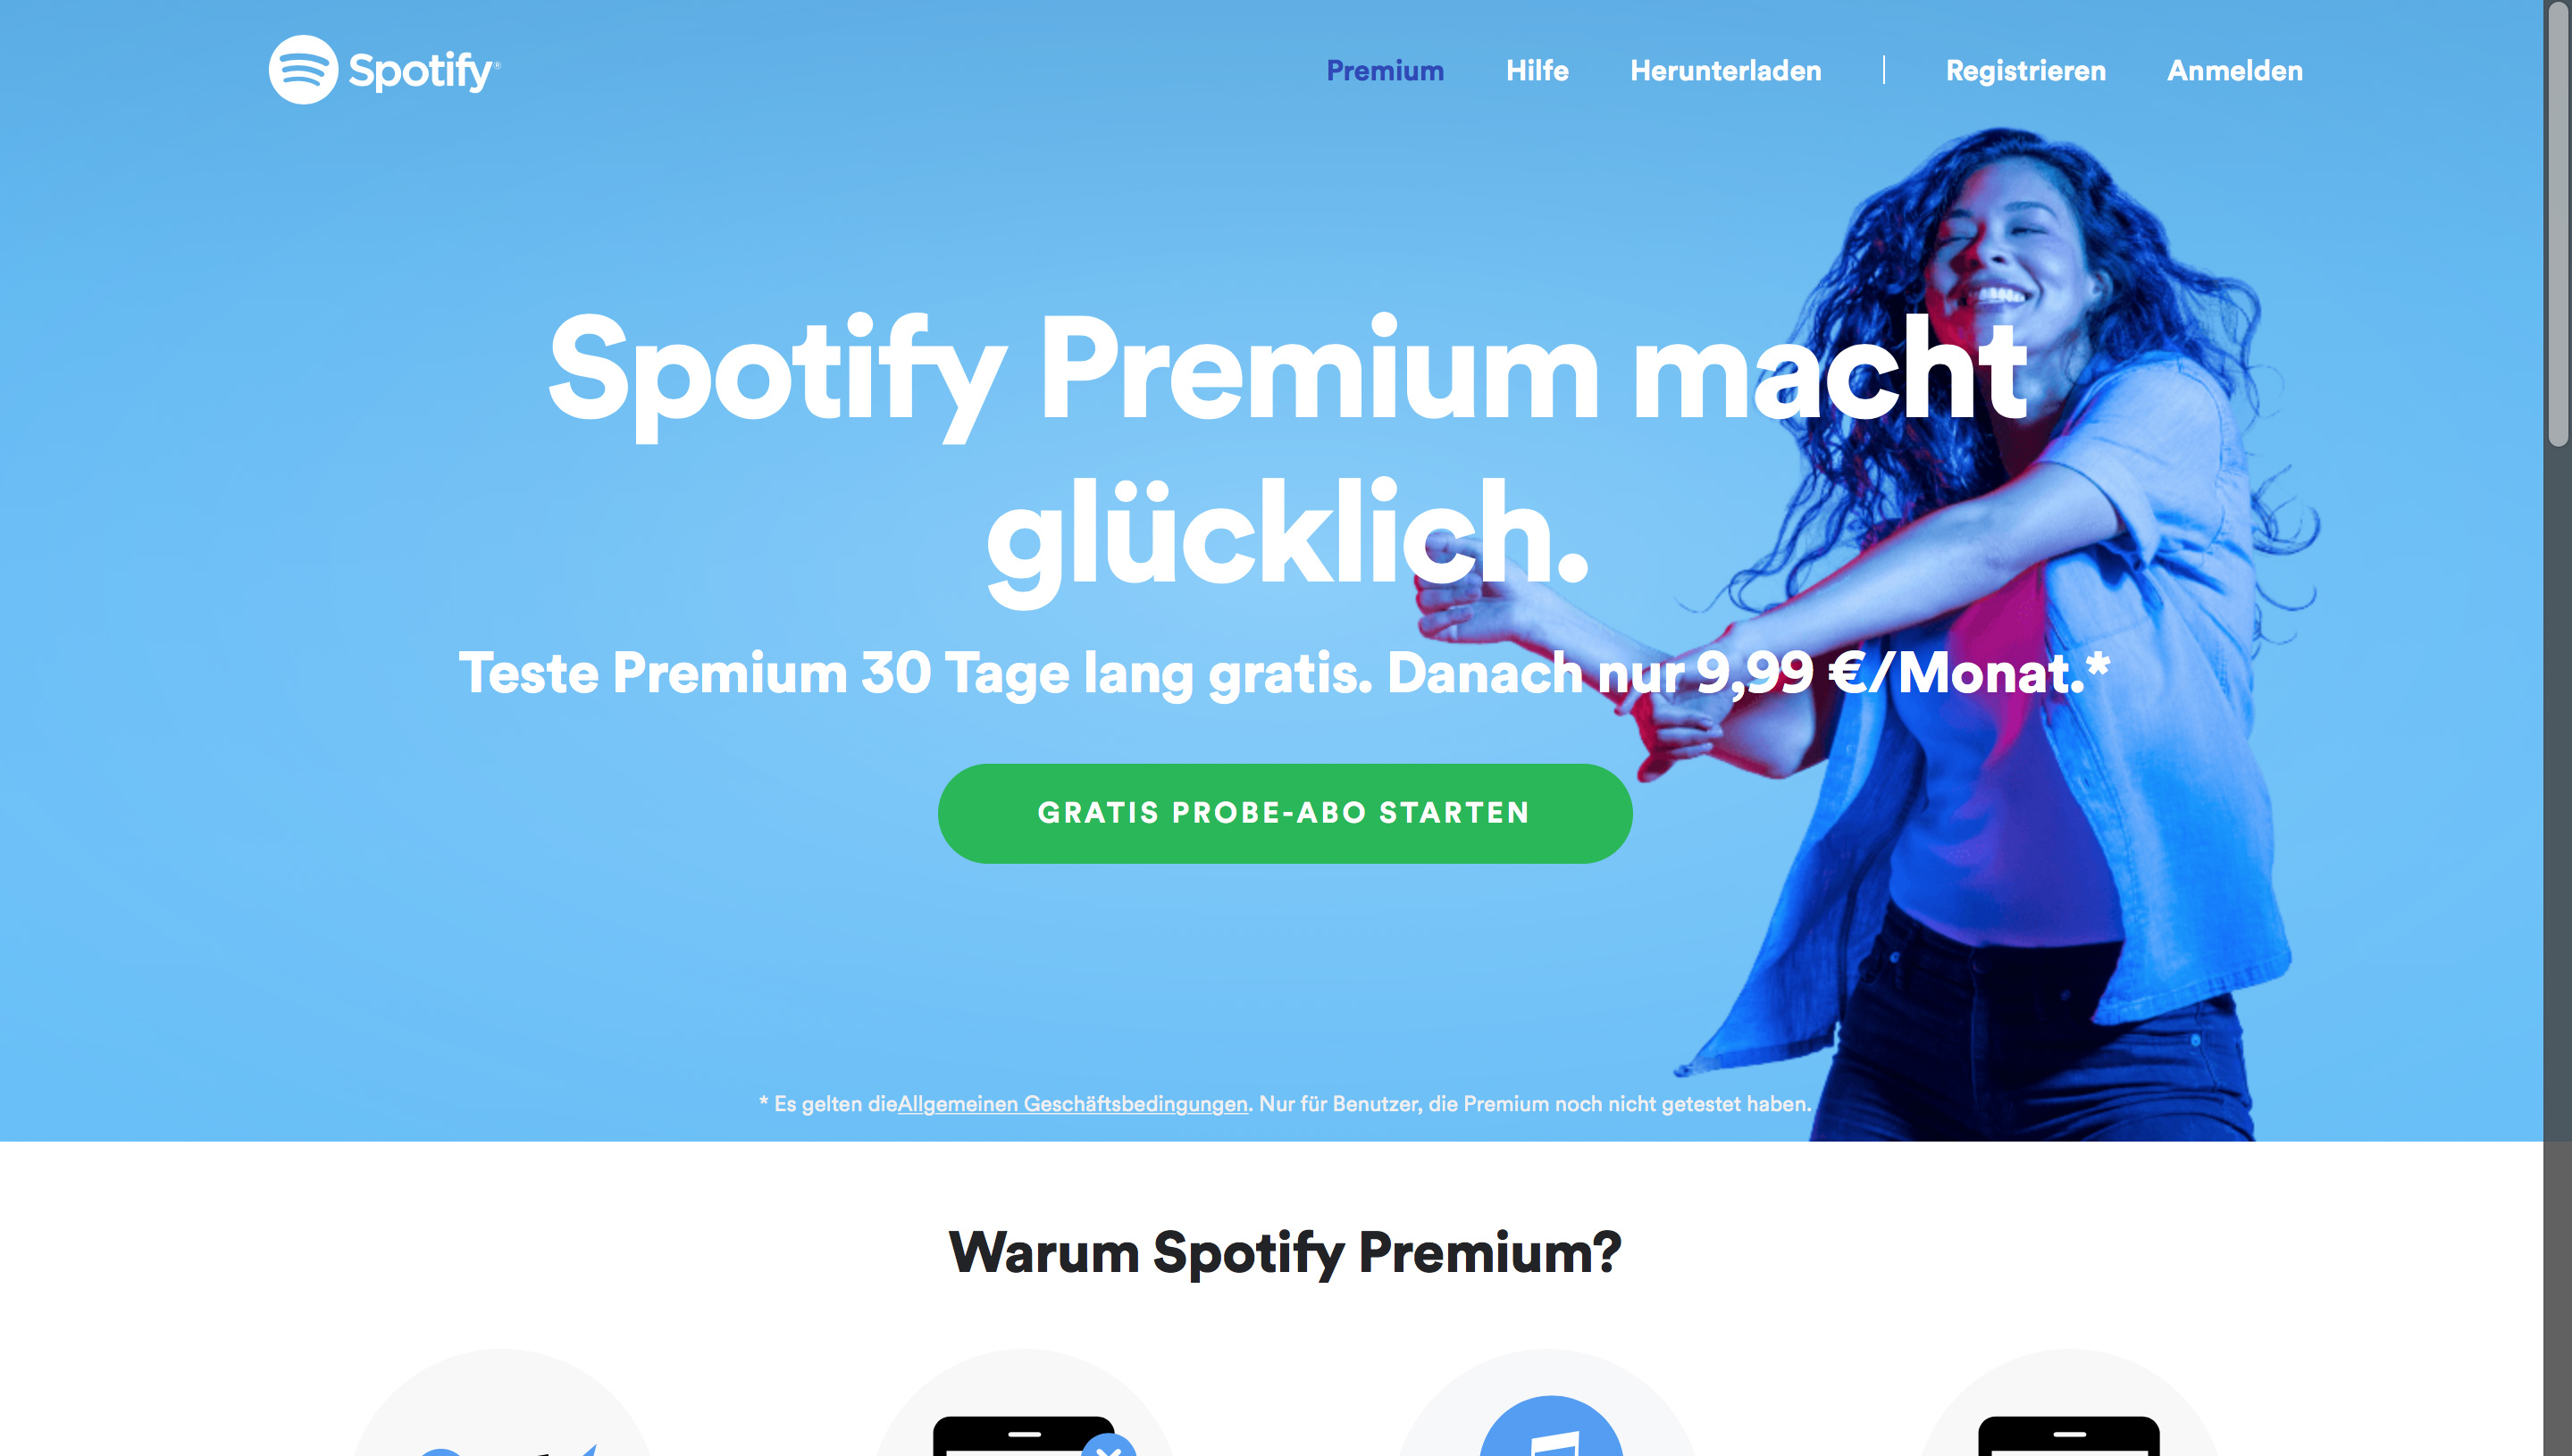 Spotify®
Premium Hilfe Herunterladen Registrieren Anmelden
Spotify Premium macht
glücklich.
Teste Premium 30 Tage lang gratis. Danach nur 9,99 €/Monat.*
GRATIS PROBE-ABO STARTEN
* Es gelten dieAllgemeinen Geschäftsbedingungen. Nur für Benutzer, die Premium noch nicht getestet haben.
Warum Spotify Premium?